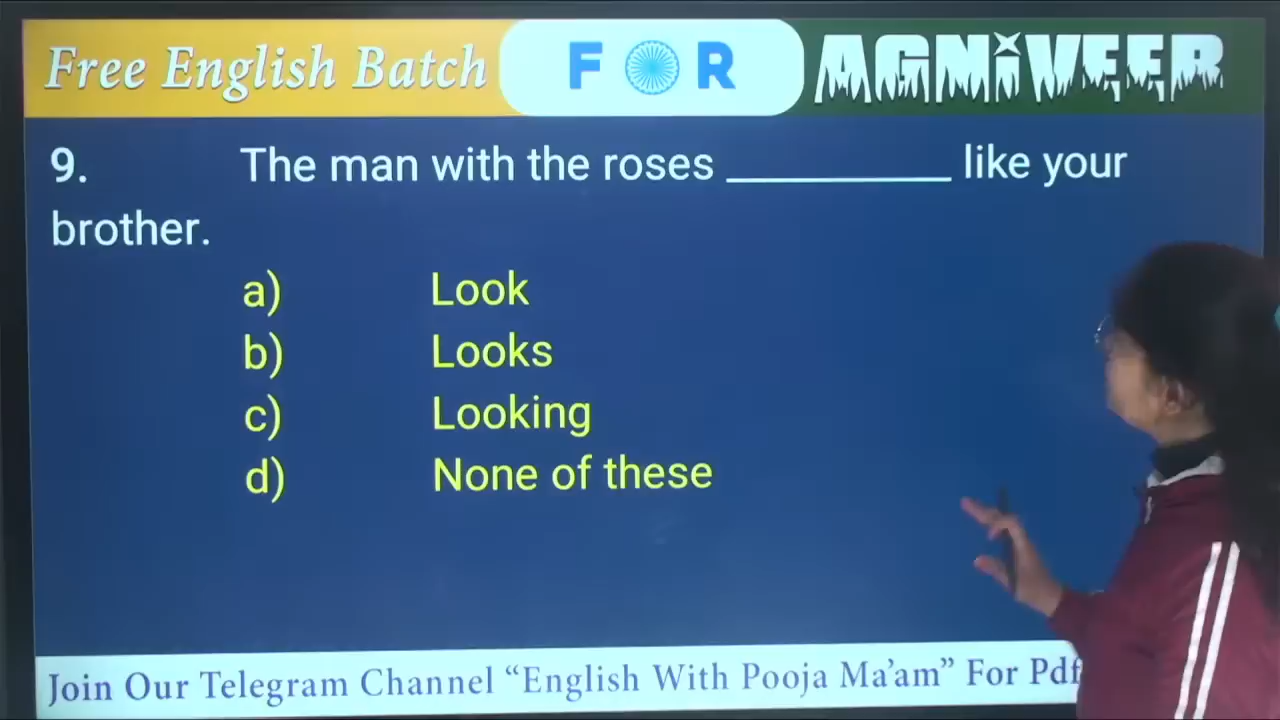 Free English Batch FOR AGNiVEER
9. The man with the roses __________ like your
brother.
a) Look
b) Looks
c) Looking
d) None of these
Join Our Telegram Channel “English With Pooja Ma’am” For Pdf